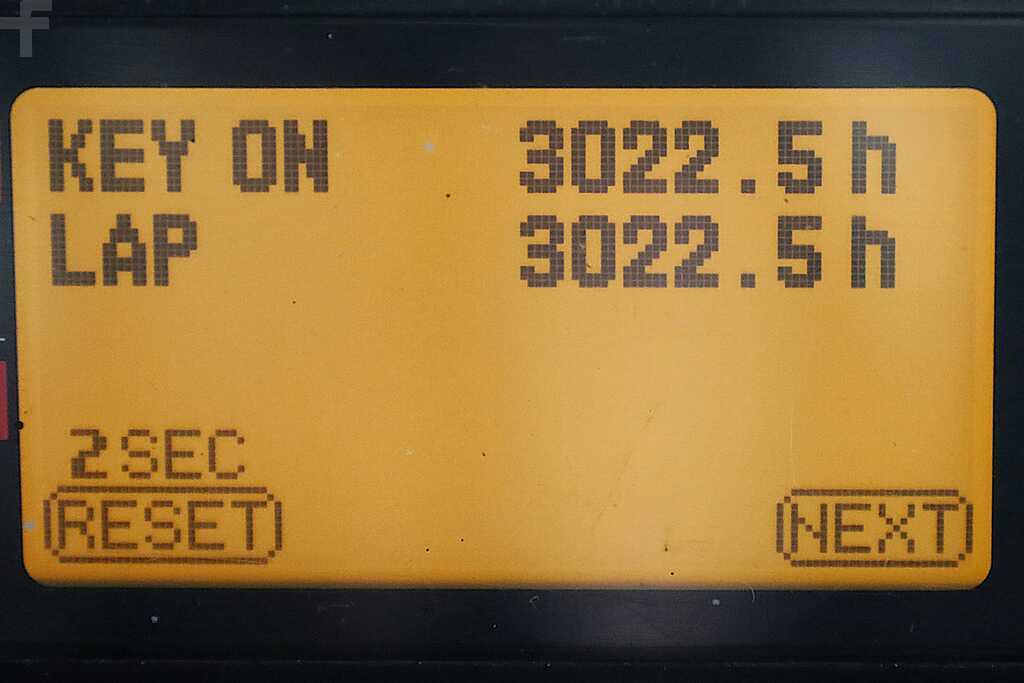 KEY ON 3022.5 h
LAP 3022.5 h
2 SEC
RESET NEXT